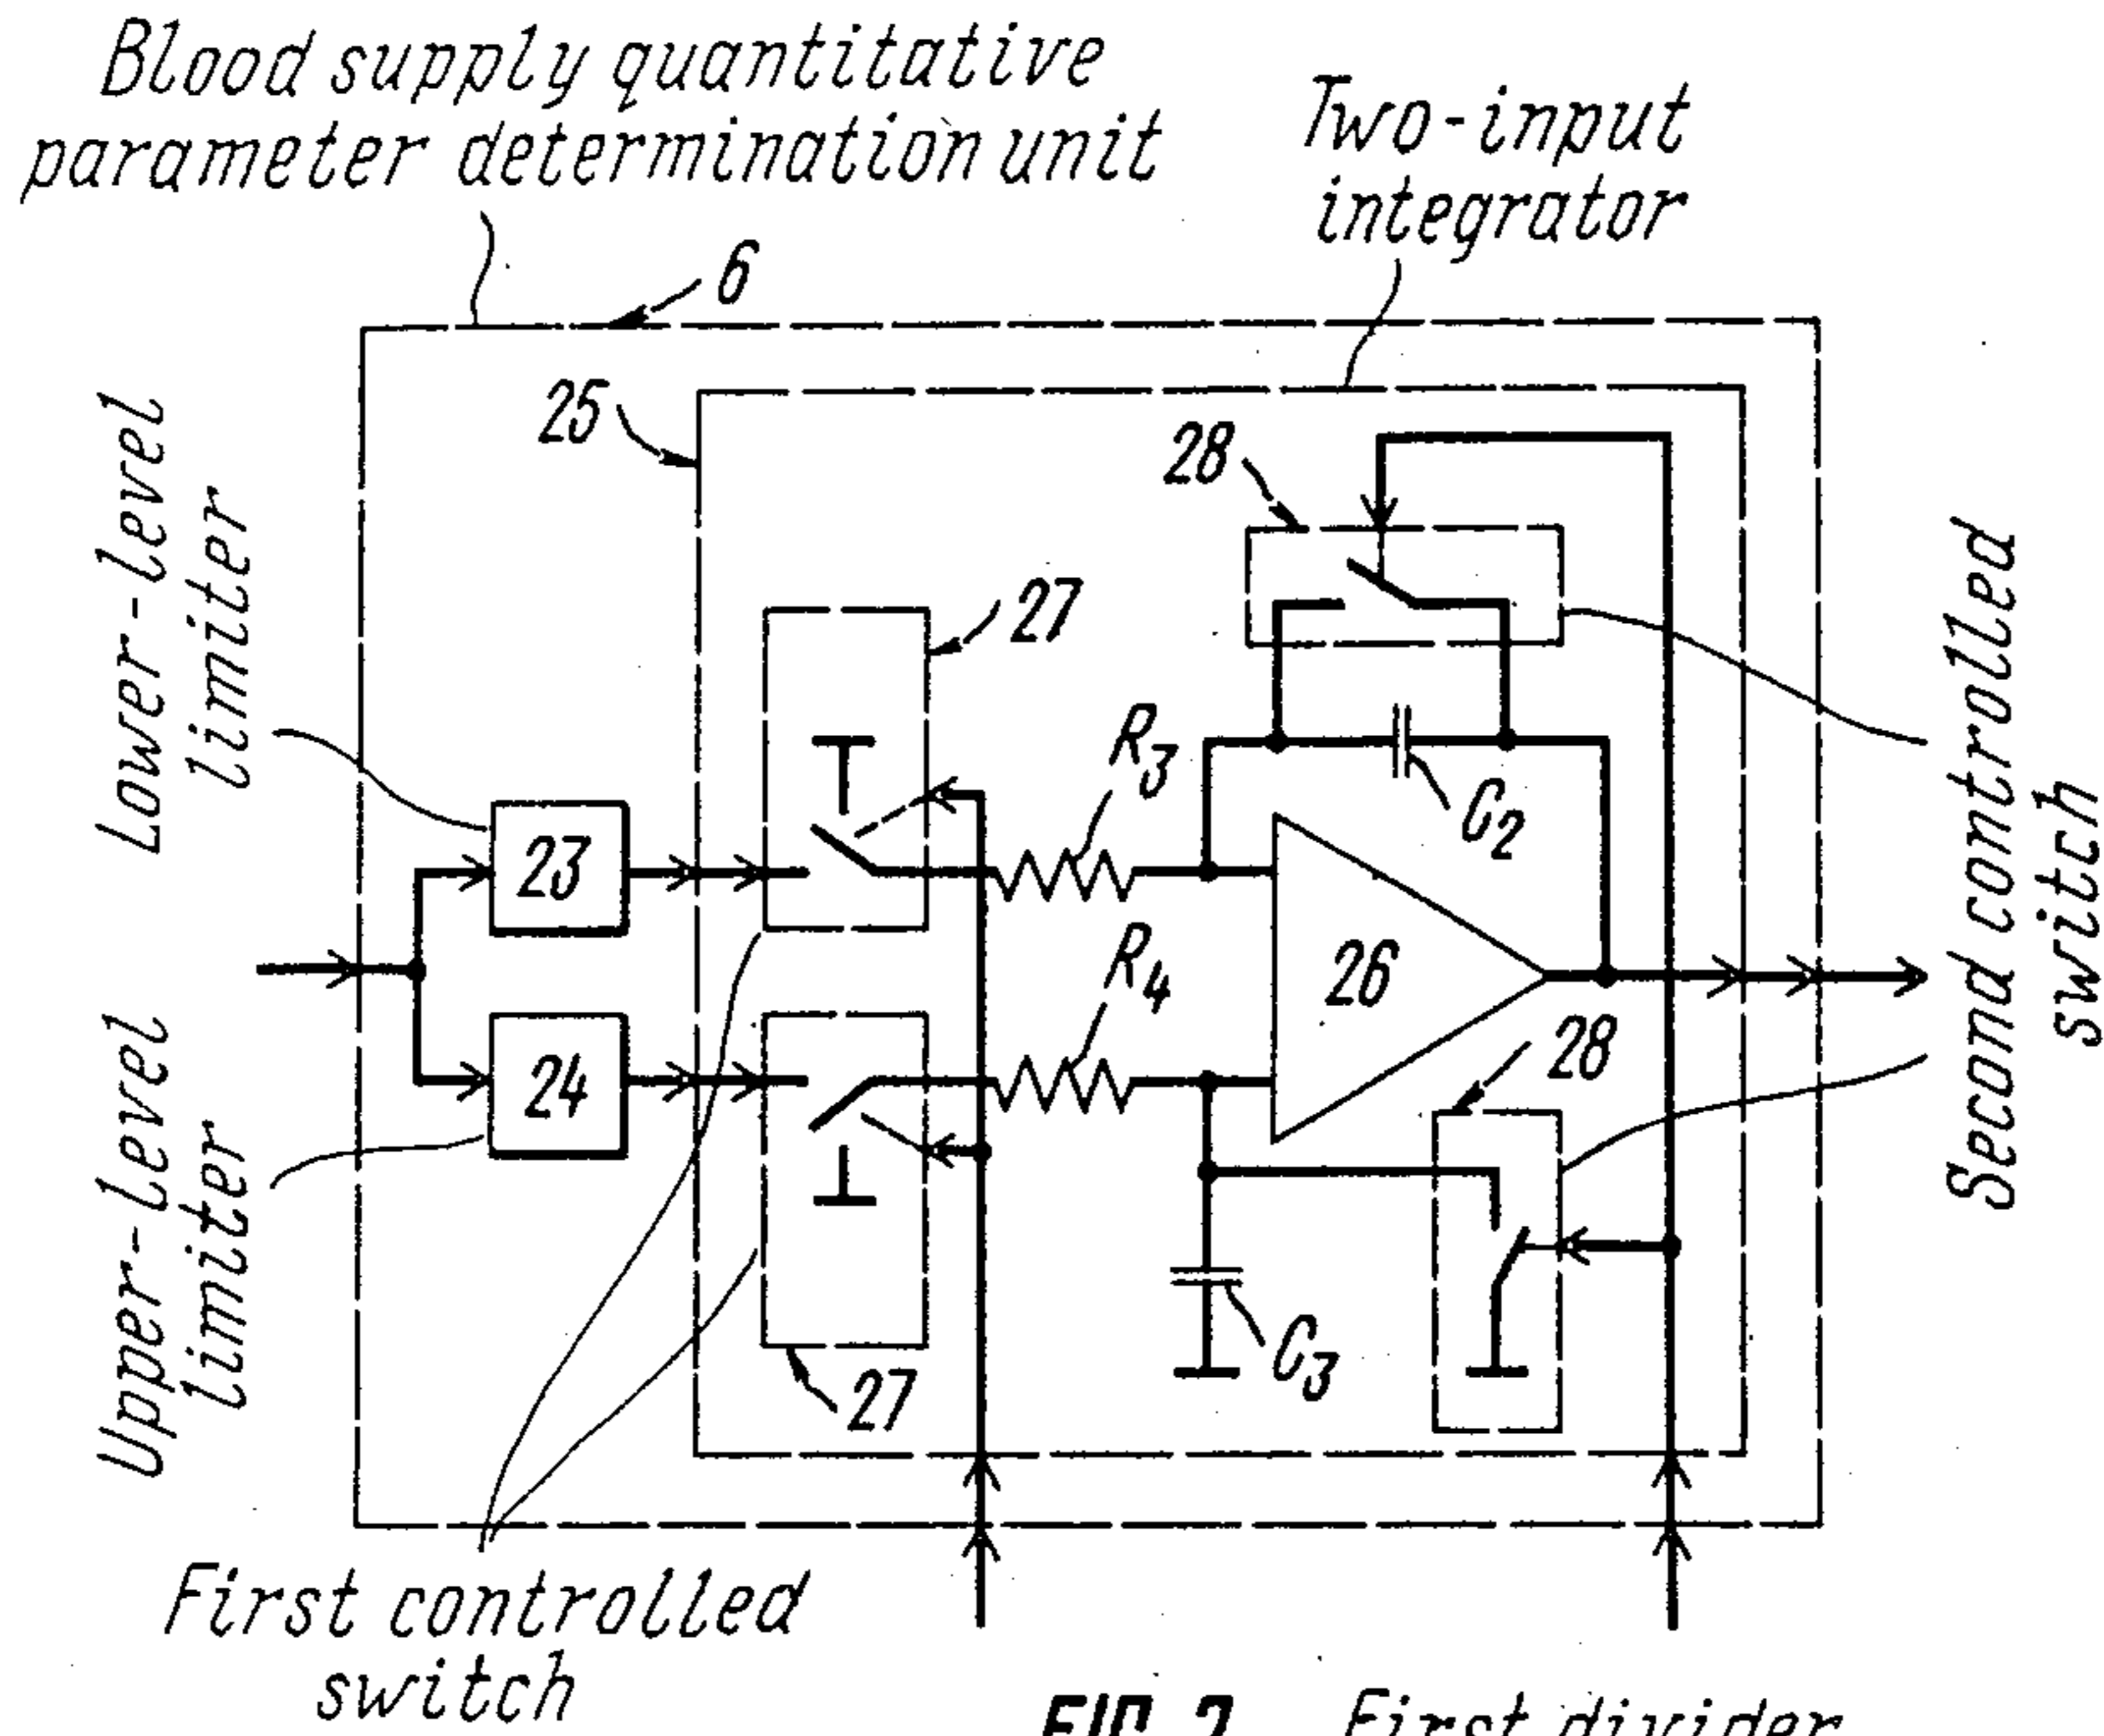 Blood supply quantitative
parameter determination unit
Two-input
integrator
6
25
28
Lower-level
limiter
27
R3
C2
23
Second controlled
switch
26
R4
24
28
Upper-level
limiter
C3
27
First controlled
switch
First divider